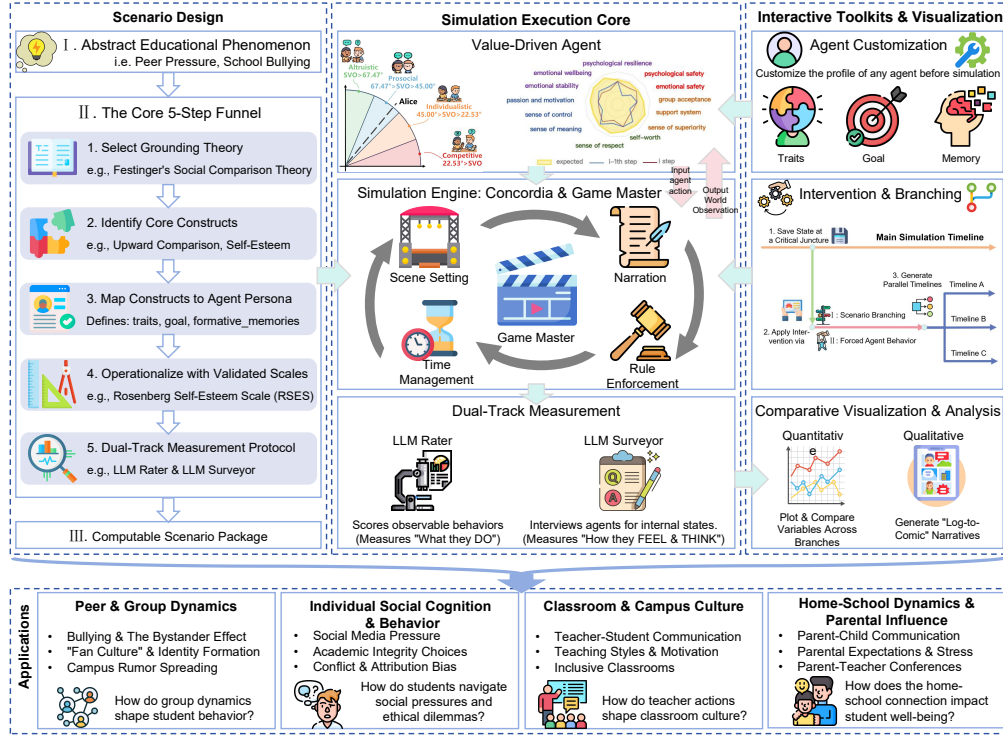 Scenario Design
Ⅰ. Abstract Educational Phenomenon
i.e. Peer Pressure, School Bullying
Ⅱ. The Core 5-Step Funnel
1. Select Grounding Theory
e.g., Festinger's Social Comparison Theory
2. Identify Core Constructs
e.g., Upward Comparison, Self-Esteem
3. Map Constructs to Agent Persona
Defines: traits, goal, formative_memories
4. Operationalize with Validated Scales
e.g., Rosenberg Self-Esteem Scale (RSES)
5. Dual-Track Measurement Protocol
e.g., LLM Rater & LLM Surveyor
Ⅲ. Computable Scenario Package
Simulation Execution Core
Value-Driven Agent
Altruistic
SVO>67.47°
Prosocial
67.47°>SVO>45.00°
, Alice
Individualistic
45.00°>SVO>22.53°
Competitive
22.53°>SVO
psychological resilience
emotional wellbeing
psychological safety
emotional stability
emotional safety
passion and motivation
group acceptance
sense of control
support system
sense of meaning
sense of superiority
self-worth
sense of respect
expected
i-1th step
i step
Simulation Engine: Concordia & Game Master
Input
agent
action
Output
World
Observation
Scene Setting
Narration
Game Master
Time
Management
Rule
Enforcement
Dual-Track Measurement
LLM Rater
LLM Surveyor
Q
A
Scores observable behaviors
(Measures "What they DO")
Interviews agents for internal states.
(Measures "How they FEEL & THINK")
Interactive Toolkits & Visualization
Agent Customization
Customize the profile of any agent before simulation
Traits
Goal
Memory
Intervention & Branching
1. Save State at
a Critical Juncture
Main Simulation Timeline
3. Generate
Parallel Timelines
Timeline A
Ⅰ: Scenario Branching
Timeline B
2. Apply Inter-
vention via
Ⅱ: Forced Agent Behavior
Timeline C
Comparative Visualization & Analysis
Quantitativ
e
Qualitative
Plot & Compare
Variables Across
Branches
Generate "Log-to-
Comic" Narratives
Applications
Peer & Group Dynamics
• Bullying & The Bystander Effect
• "Fan Culture" & Identity Formation
• Campus Rumor Spreading
How do group dynamics
shape student behavior?
Individual Social Cognition
& Behavior
• Social Media Pressure
• Academic Integrity Choices
• Conflict & Attribution Bias
How do students navigate
social pressures and
ethical dilemmas?
Classroom & Campus Culture
• Teacher-Student Communication
• Teaching Styles & Motivation
• Inclusive Classrooms
How do teacher actions
shape classroom culture?
Home-School Dynamics &
Parental Influence
• Parent-Child Communication
• Parental Expectations & Stress
• Parent-Teacher Conferences
How does the home-
school connection impact
student well-being?